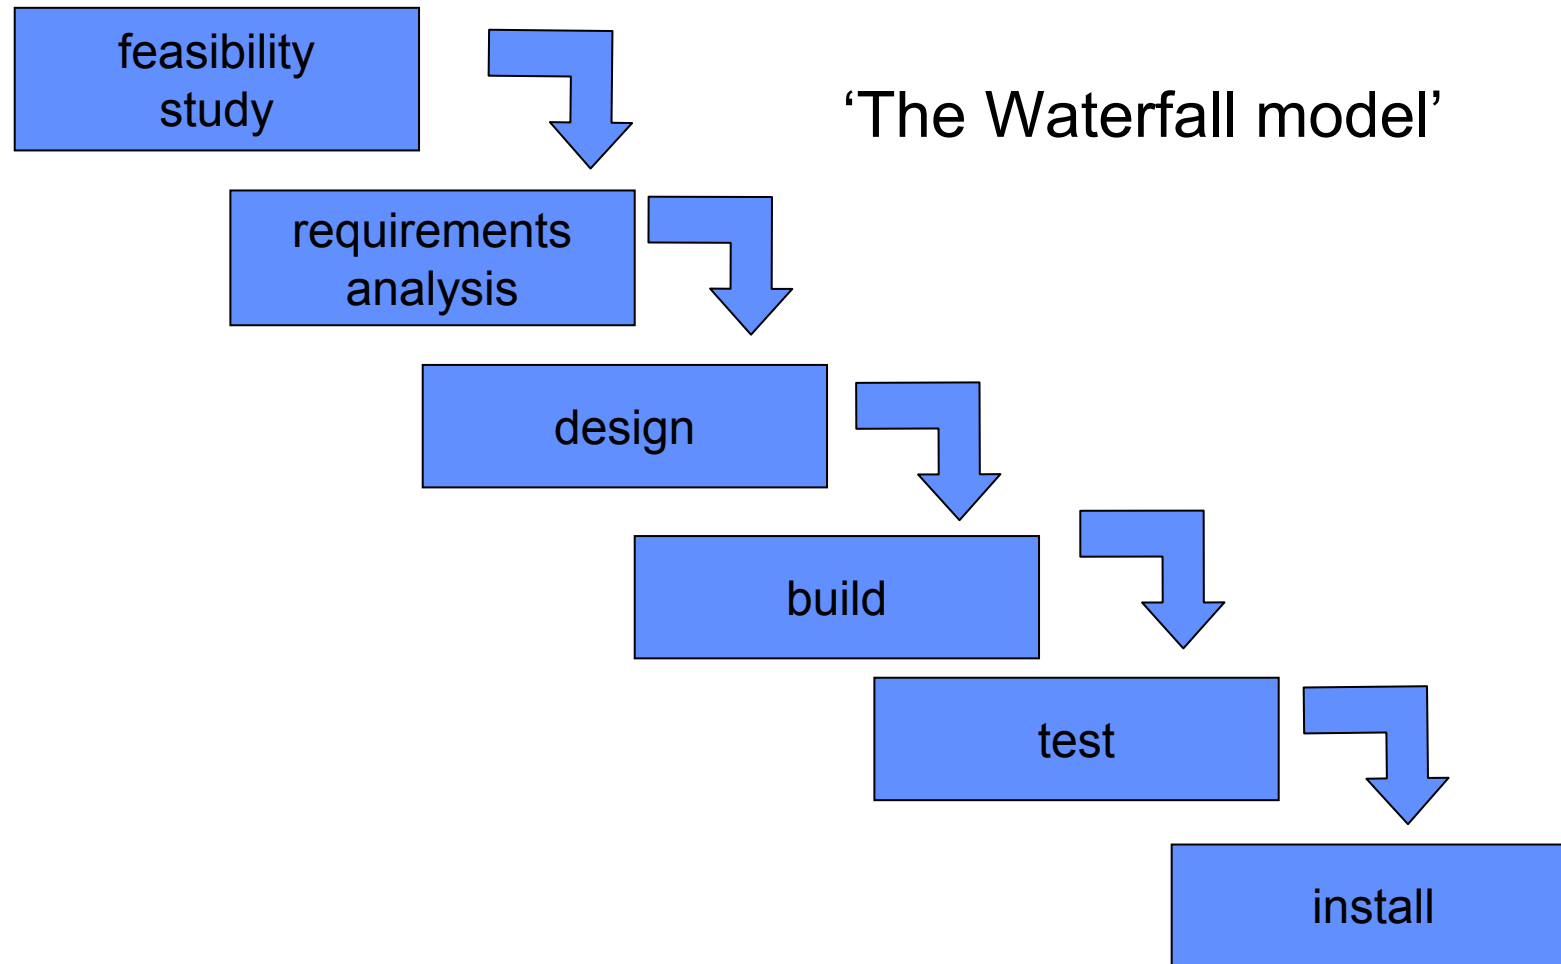 feasibility
study
‘The Waterfall model’
requirements
analysis
design
build
test
install